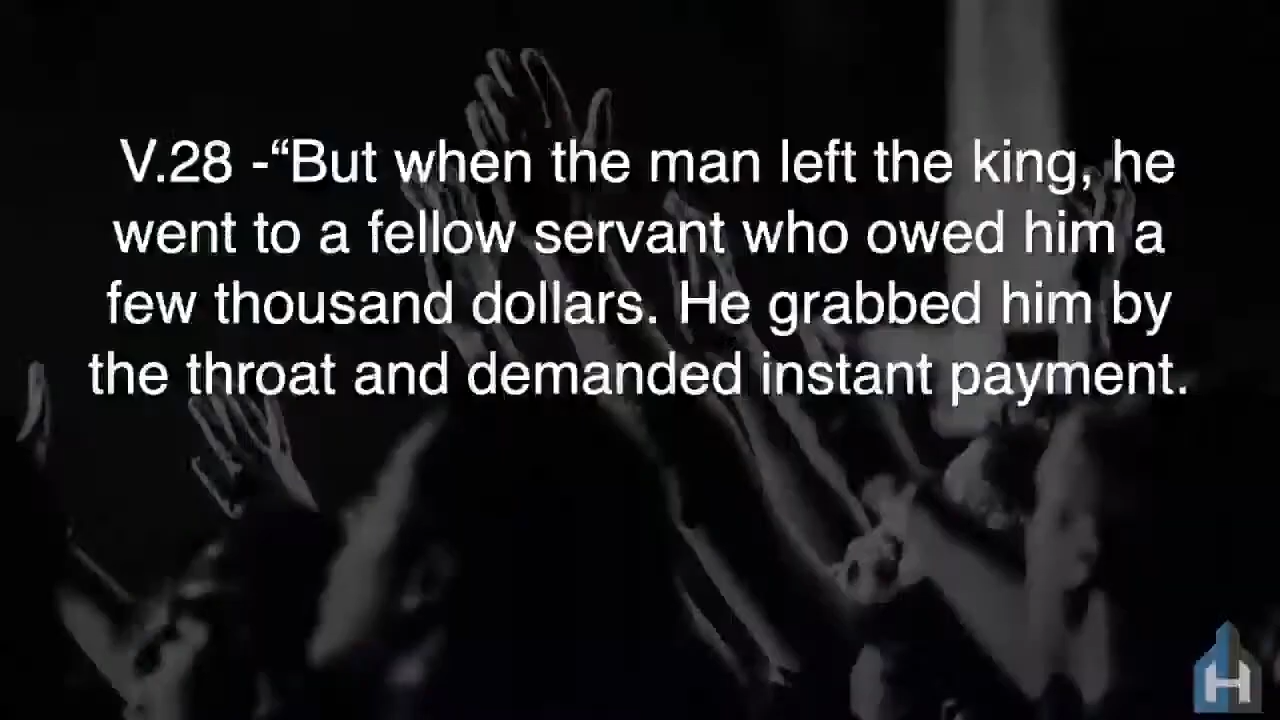 V.28 -“But when the man left the king, he
went to a fellow servant who owed him a
few thousand dollars. He grabbed him by
the throat and demanded instant payment.
H